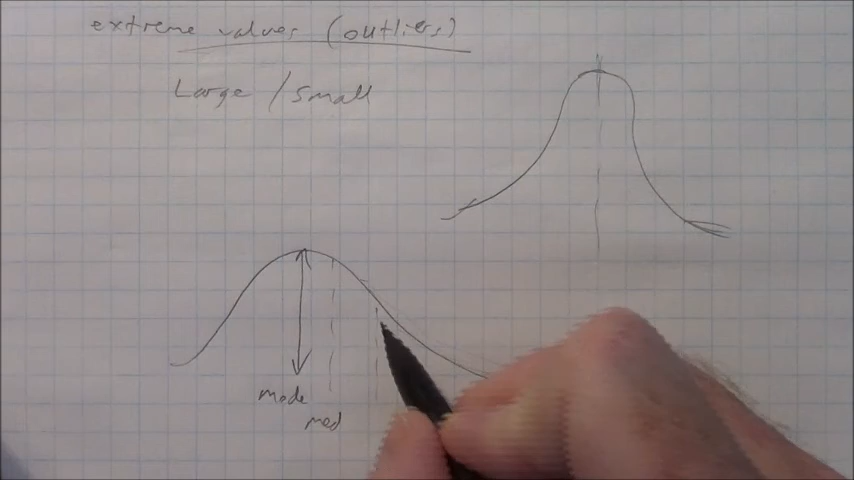 extreme values (outliers)
Large / small
mode
med